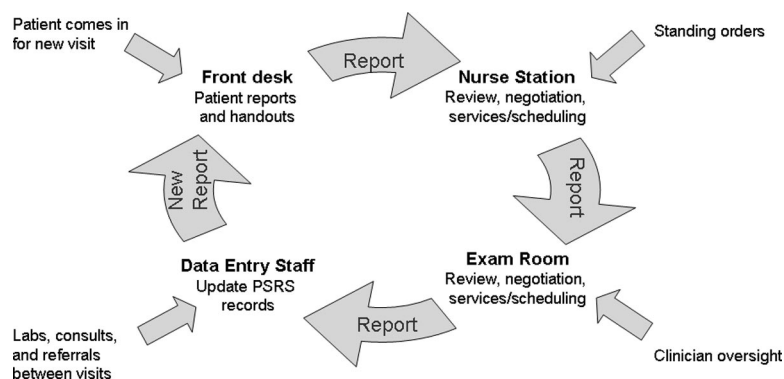 Patient comes in
for new visit
Front desk
Patient reports
and handouts
Report
Nurse Station
Review, negotiation,
services/scheduling
Standing orders
Report
Exam Room
Review, negotiation,
services/scheduling
Clinician oversight
Report
Data Entry Staff
Update PSRS
records
Labs, consults,
and referrals
between visits
New
Report